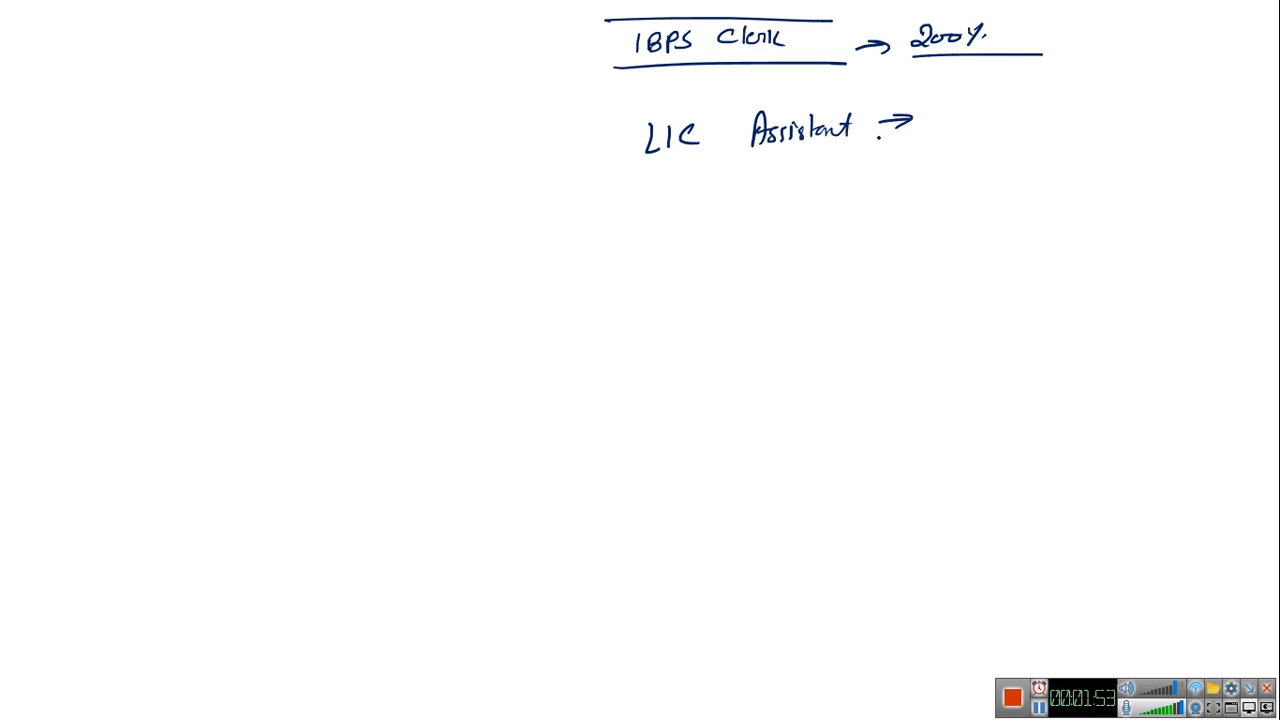 IBPS Clerk → 200%.
LIC Assistant →
00:01:53